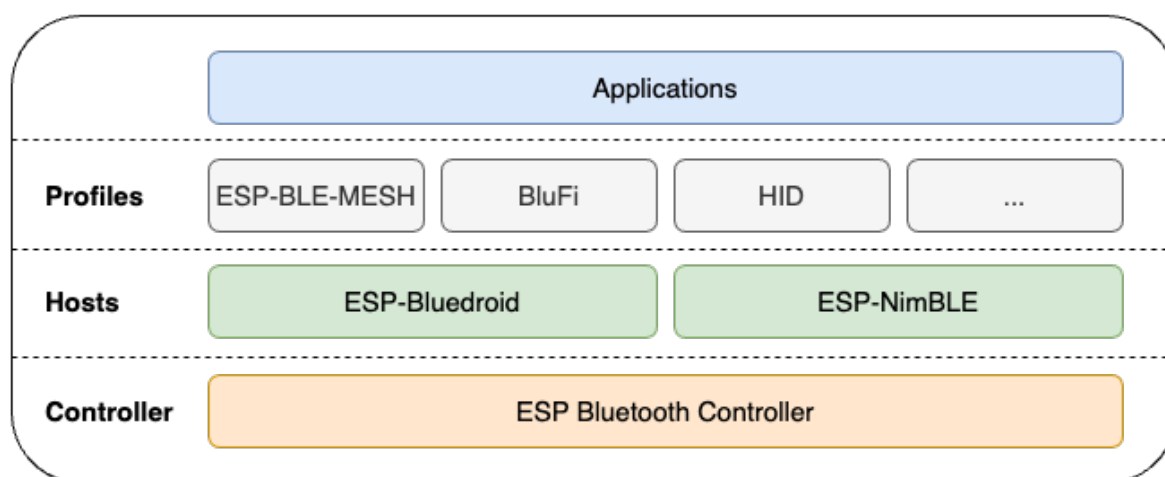 Applications
Profiles ESP-BLE-MESH BluFi HID ...
Hosts ESP-Bluedroid ESP-NimBLE
Controller ESP Bluetooth Controller